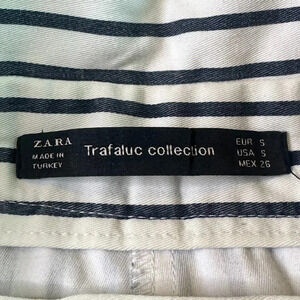 ZARA
MADE IN
TURKEY
Trafaluc collection
EUR S
USA S
MEX 26